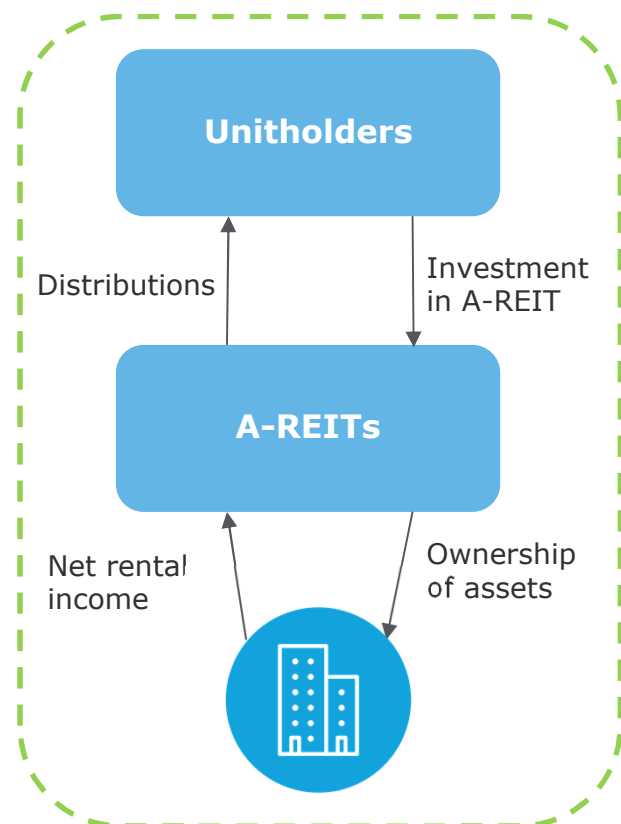 Unitholders
Distributions
Investment
in A-REIT
A-REITs
Net rental
income
Ownership
of assets